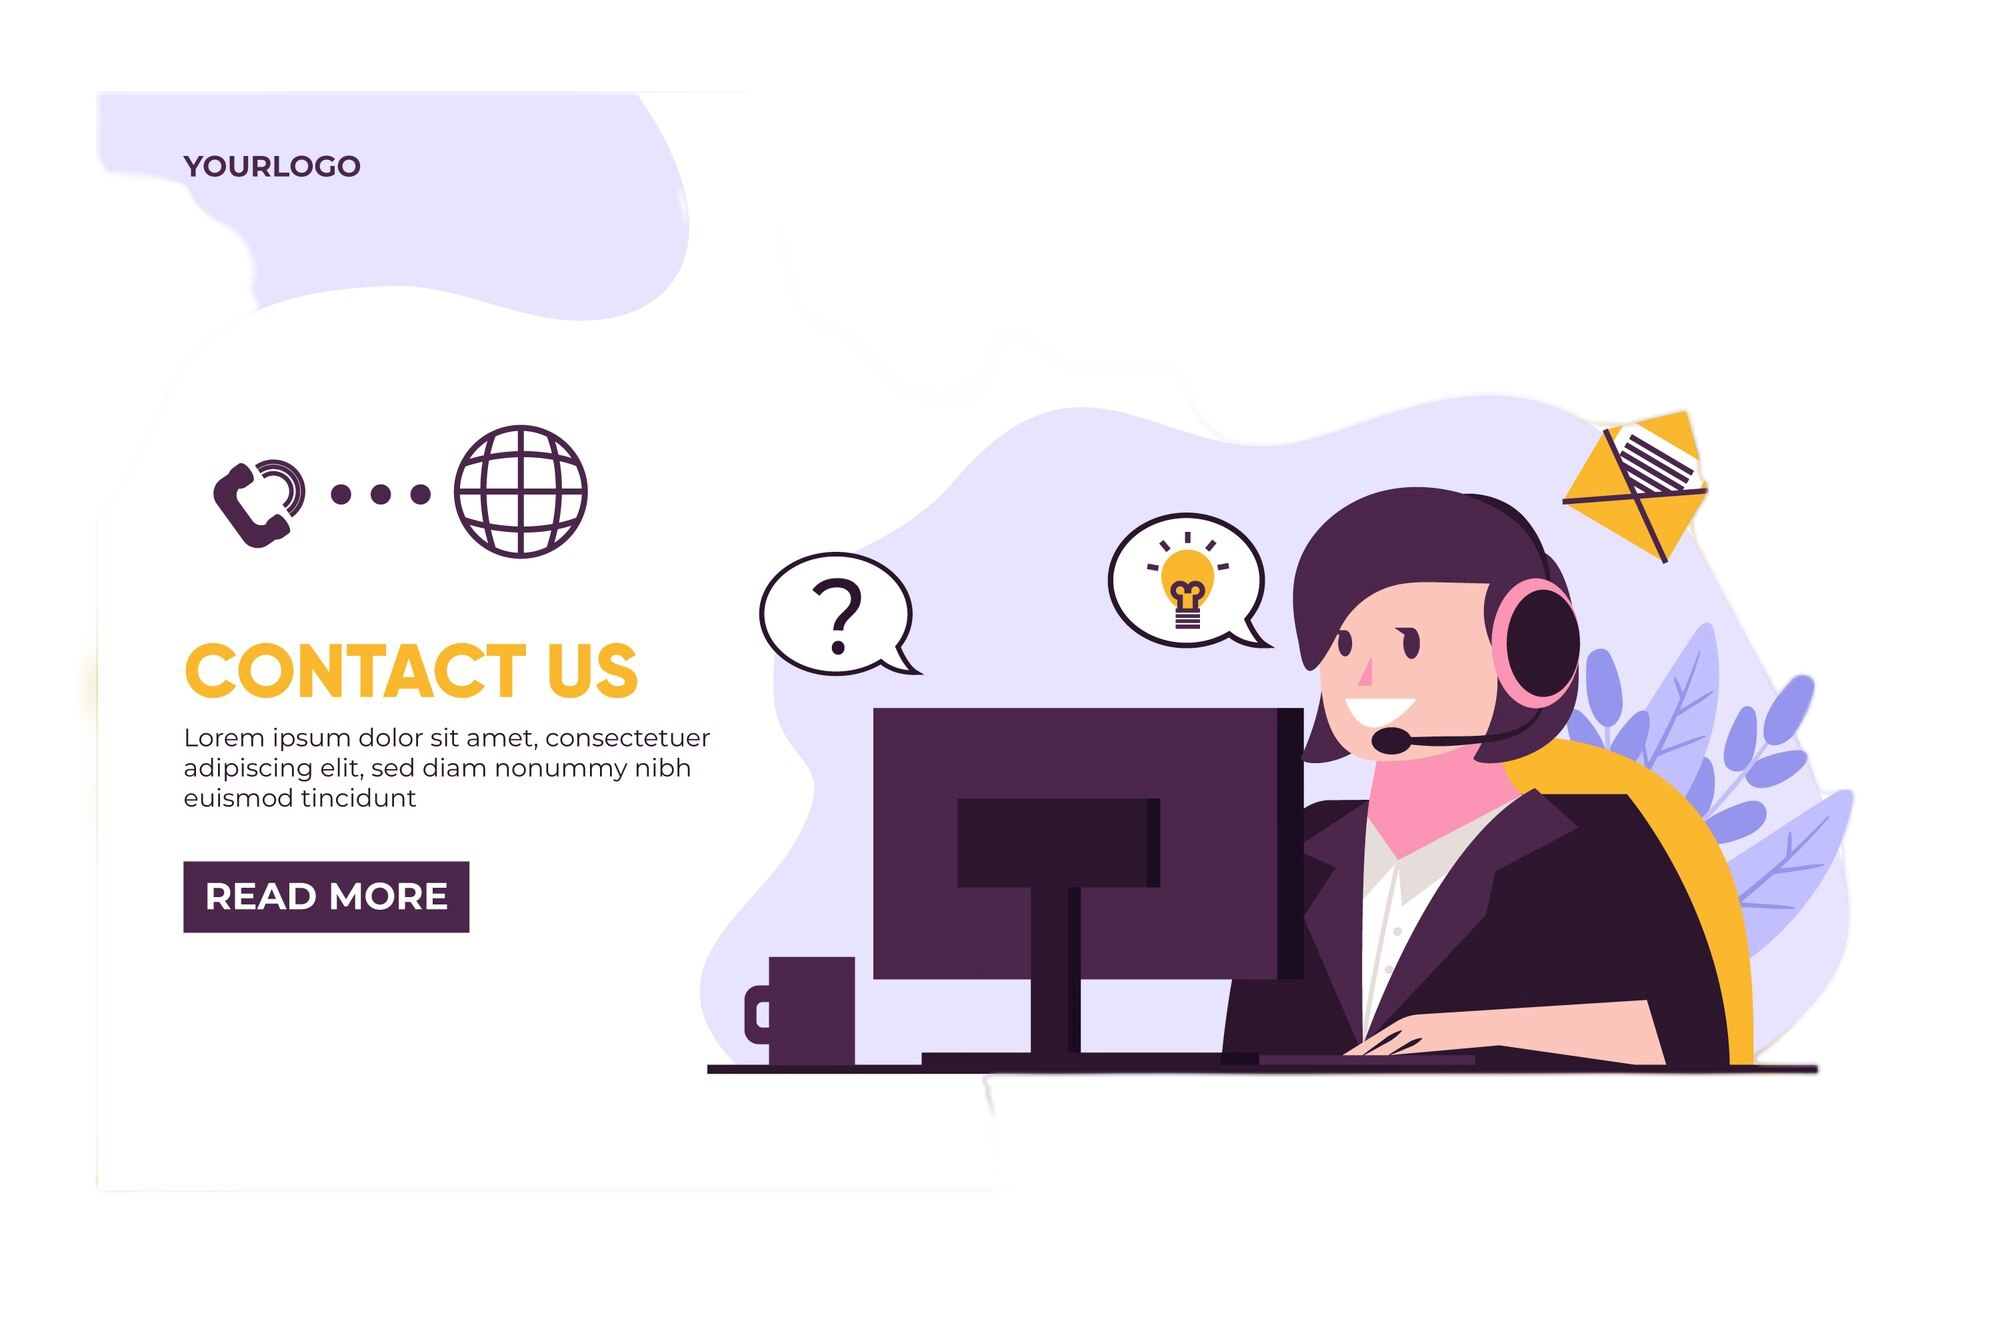 YOURLOGO
CONTACT US
Lorem ipsum dolor sit amet, consectetuer
adipiscing elit, sed diam nonummy nibh
euismod tincidunt
READ MORE
?